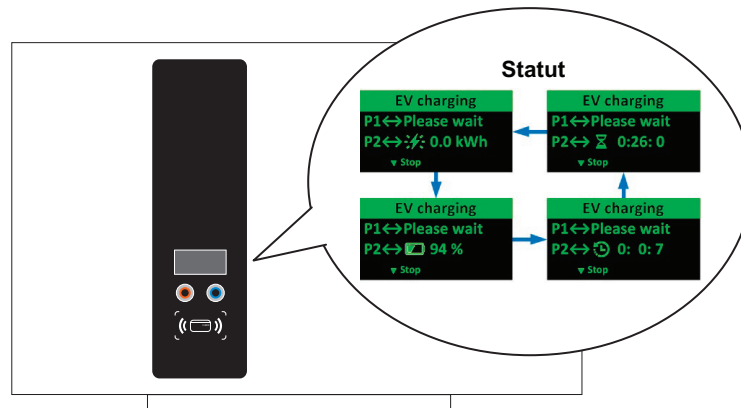 Statut
EV charging
P1↔Please wait
P2↔ 0.0 kWh
▼ Stop
EV charging
P1↔Please wait
P2↔ 0:26: 0
▼ Stop
EV charging
P1↔Please wait
P2↔ 94 %
▼ Stop
EV charging
P1↔Please wait
P2↔ 0: 0: 7
▼ Stop